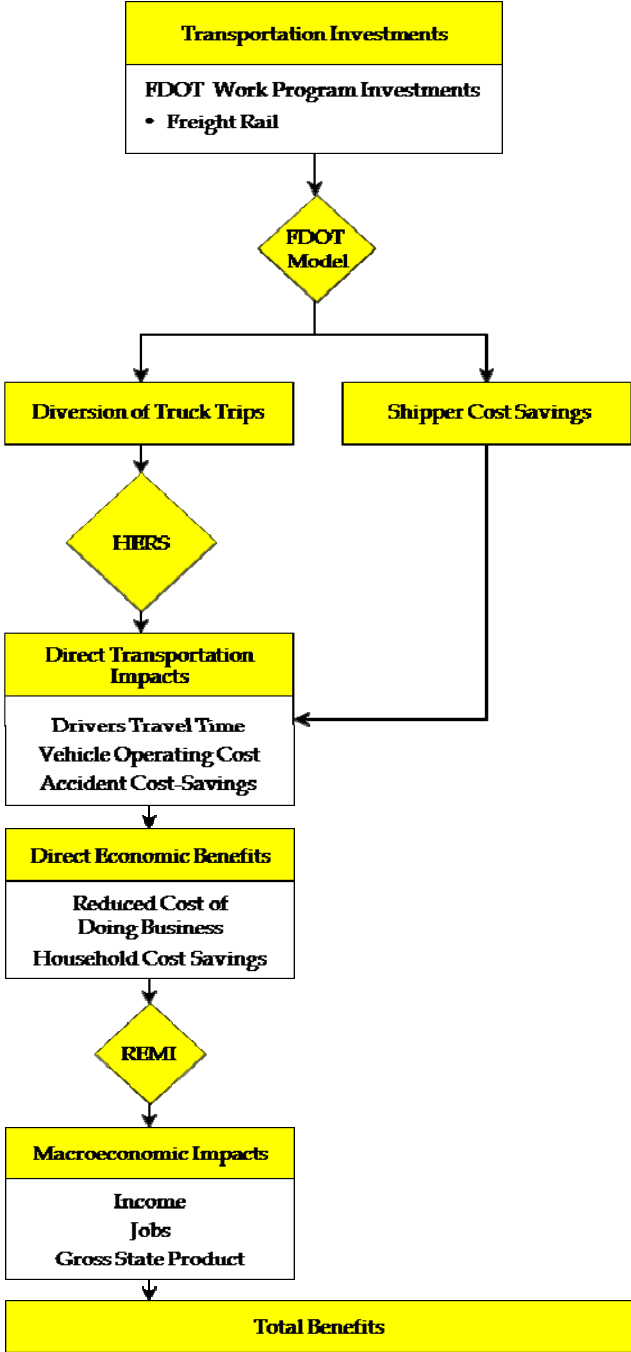 Transportation Investments
FDOT Work Program Investments
• Freight Rail
FDOT
Model
Diversion of Truck Trips
Shipper Cost Savings
HERS
Direct Transportation
Impacts
Drivers Travel Time
Vehicle Operating Cost
Accident Cost-Savings
Direct Economic Benefits
Reduced Cost of
Doing Business
Household Cost Savings
REMI
Macroeconomic Impacts
Income
Jobs
Gross State Product
Total Benefits